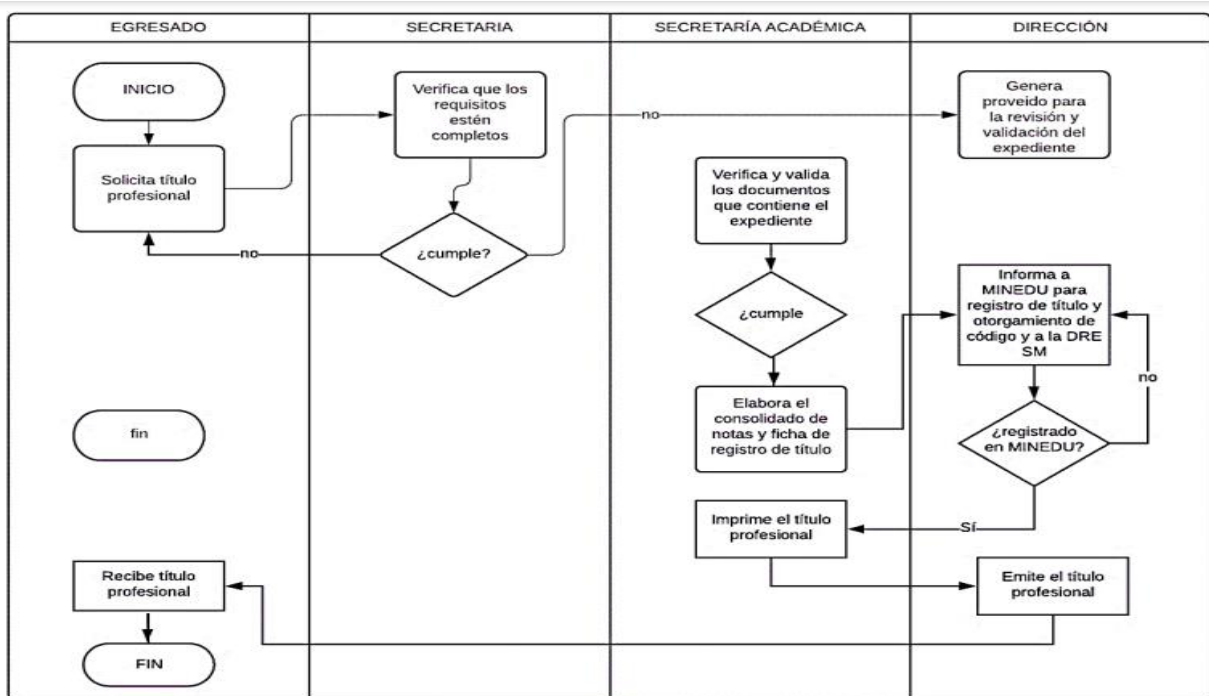 EGRESADO
SECRETARIA
SECRETARÍA ACADÉMICA
DIRECCIÓN
INICIO
Solicita título
profesional
no
fin
Recibe título
profesional
FIN
Verifica que los
requisitos
estén
completos
¿cumple?
no
Verifica y valida
los documentos
que contiene el
expediente
¿cumple
Elabora el
consolidado de
notas y ficha de
registro de título
Imprime el título
profesional
Genera
proveido para
la revisión y
validación del
expediente
Informa a
MINEDU para
registro de título y
otorgamiento de
código y a la DRE
SM
no
¿registrado
en MINEDU?
Sí
Emite el título
profesional